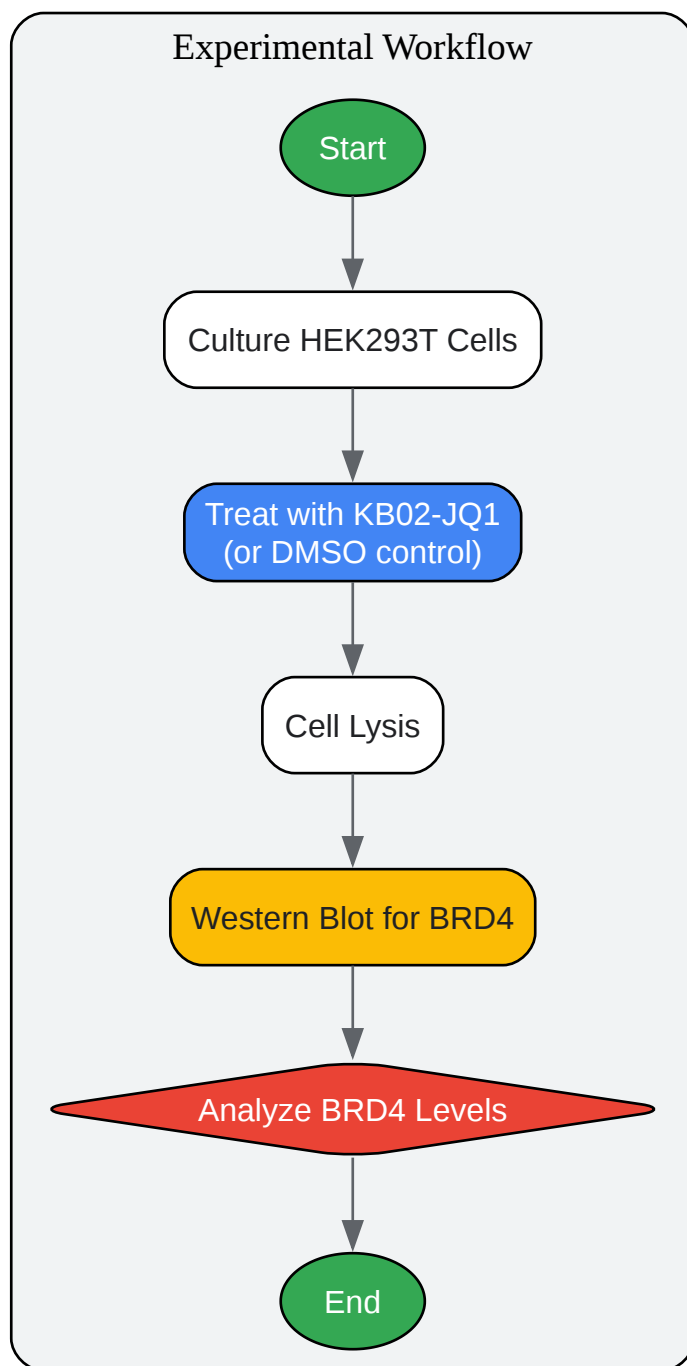 Experimental Workflow
Start
Culture HEK293T Cells
Treat with KB02-JQ1
(or DMSO control)
Cell Lysis
Western Blot for BRD4
Analyze BRD4 Levels
End